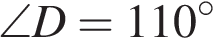 ∠D = 110°